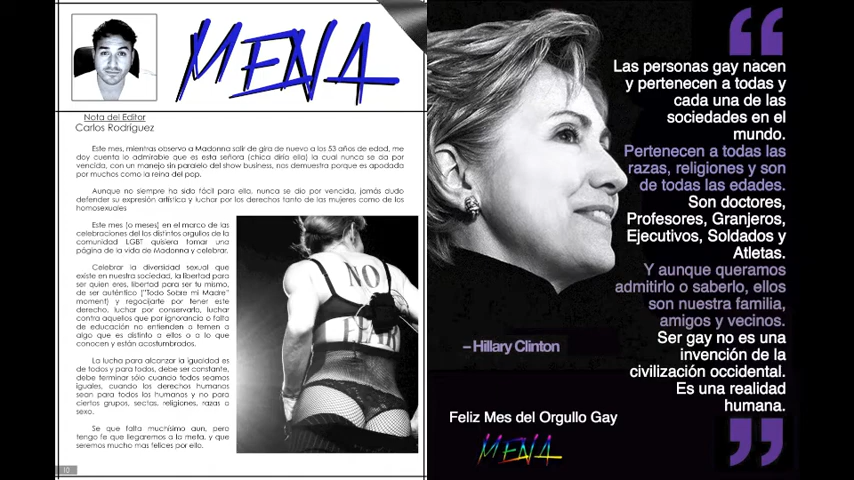 MENA
Nota del Editor
Carlos Rodríguez
Este mes, mientras observo a Madonna salir de gira de nuevo a los 53 años de edad, me
doy cuenta lo admirable que es esta señora (chica diría ella) la cual nunca se da por
vencida, con un manejo sin paralelo del show business, nos demuestra porque es apodada
por muchos como la reina del pop.
Aunque no siempre ha sido fácil para ella, nunca se dio por vencida, jamás dudo
defender su expresión artística y luchar por los derechos tanto de las mujeres como de los
homosexuales
Este mes (o meses) en el marco de las
celebraciones del los distintos orgullos de la
comunidad LGBT quisiera tomar una
página de la vida de Madonna y celebrar.
Celebrar la diversidad sexual que
existe en nuestra sociedad, la libertad para
ser quien eres, libertad para ser tu mismo,
de ser auténtico ("Todo Sobre mi Madre"
moment) y regocijarte por tener este
derecho, luchar por conservarlo, luchar
contra aquellos que por ignorancia o falta
de educación no entienden o temen a
algo que es distinto a ellos o a lo que
conocen y están acostumbrados.
La lucha para alcanzar la igualdad es
de todos y para todos, debe ser constante,
debe terminar sólo cuando todos seamos
iguales, cuando los derechos humanos
sean para todos los humanos y no para
ciertos grupos, sectas, religiones, razas o
sexo.
Se que falta muchísimo aun, pero
tengo fe que llegaremos a la meta, y que
seremos mucho mas felices por ello.
NO
FEAR
10
“
Las personas gay nacen
y pertenecen a todas y
cada una de las
sociedades en el
mundo.
Pertenecen a todas las
razas, religiones y son
de todas las edades.
Son doctores,
Profesores, Granjeros,
Ejecutivos, Soldados y
Atletas.
Y aunque queramos
admitirlo o saberlo, ellos
son nuestra familia,
amigos y vecinos.
Ser gay no es una
invención de la
civilización occidental.
Es una realidad
humana.
”
– Hillary Clinton
Feliz Mes del Orgullo Gay
MENA